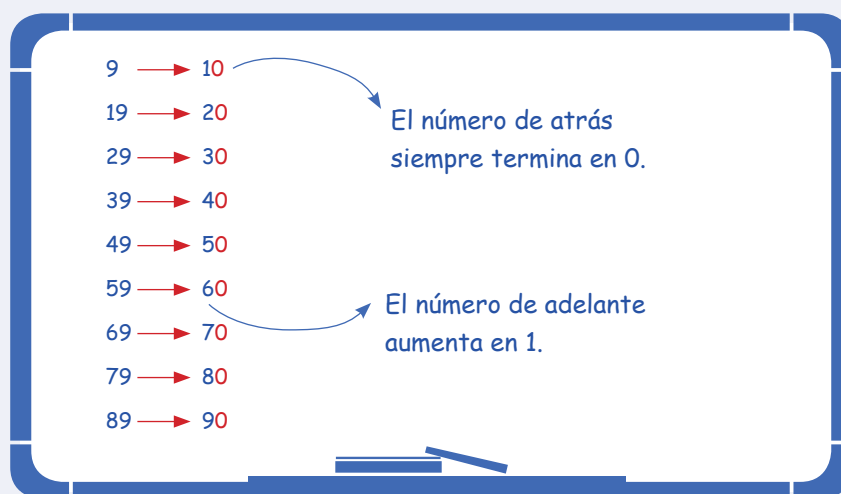 9 → 10
19 → 20
29 → 30
39 → 40
49 → 50
59 → 60
69 → 70
79 → 80
89 → 90
El número de atrás
siempre termina en 0.
El número de adelante
aumenta en 1.